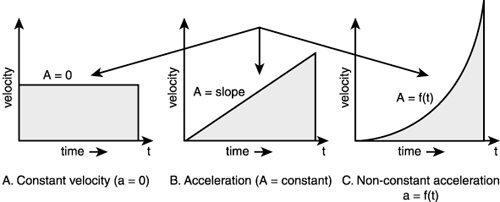 velocity
A = 0
time
t
A. Constant velocity (a = 0)
velocity
A = slope
time
t
B. Acceleration (A = constant)
velocity
A = f(t)
time
t
C. Non-constant acceleration
a = f(t)